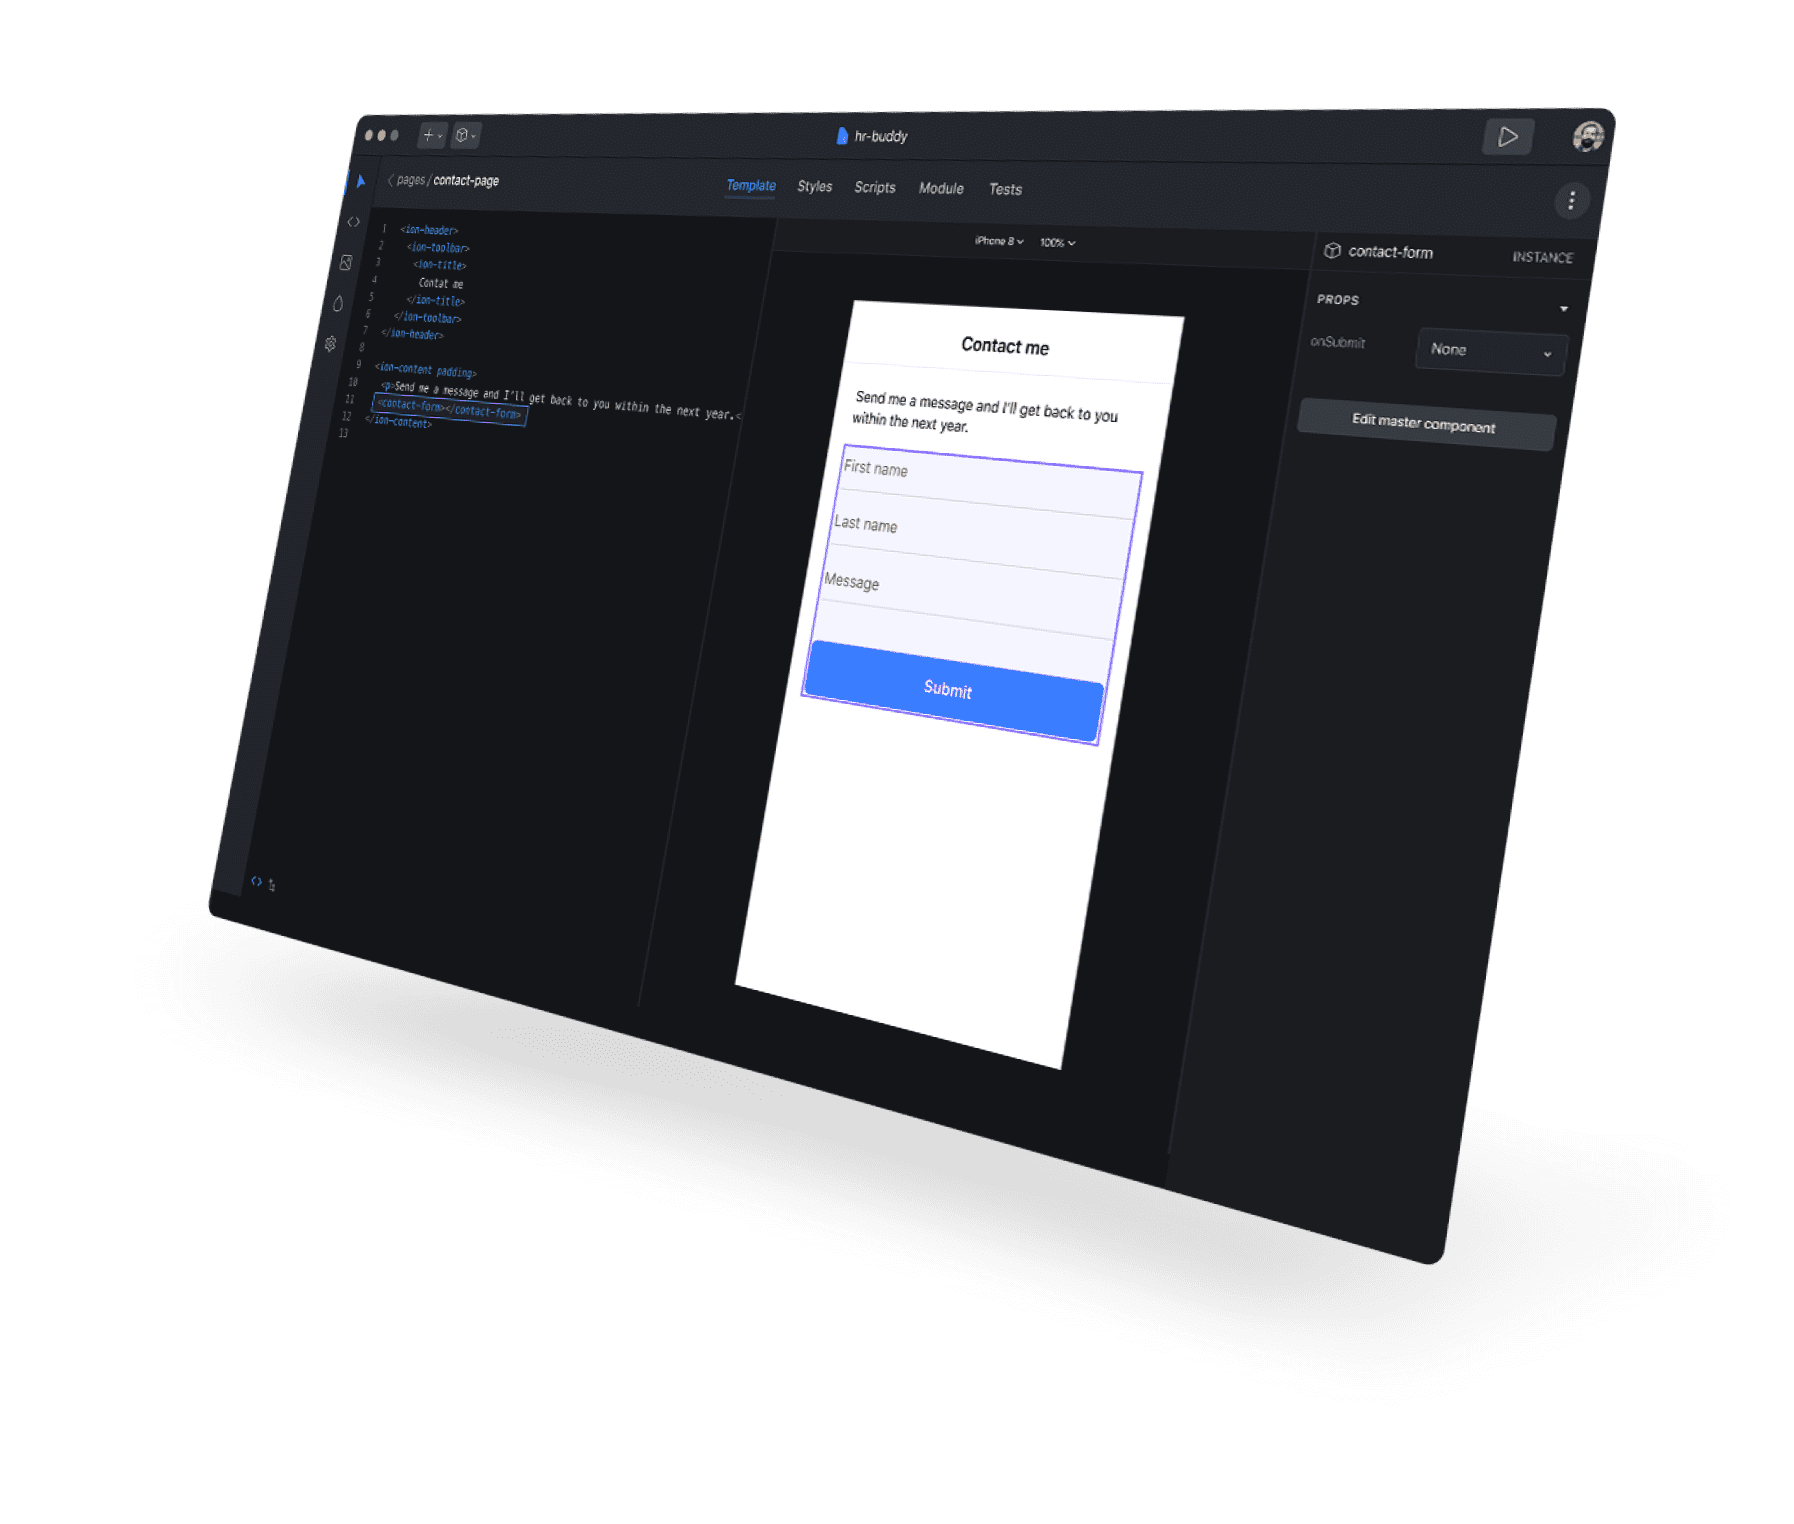 hr-buddy
pages / contact-page
Template Styles Scripts Module Tests
1 <ion-header>
2 <ion-toolbar>
3 <ion-title>
4 Contat me
5 </ion-title>
6 </ion-toolbar>
7 </ion-header>
8
9 <ion-content padding>
10 <p>Send me a message and I'll get back to you within the next year.<
11 <contact-form></contact-form>
12 </ion-content>
13
iPhone 8 100%
Contact me
Send me a message and I'll get back to you
within the next year.
First name
Last name
Message
Submit
contact-form INSTANCE
PROPS
onSubmit None
Edit master component